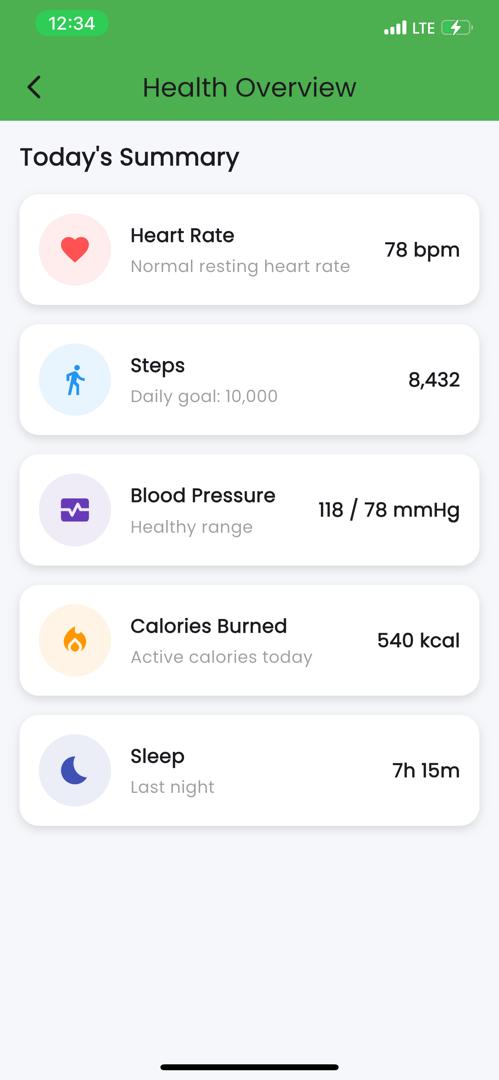 12:34
LTE
Health Overview
Today's Summary
Heart Rate
Normal resting heart rate
78 bpm
Steps
Daily goal: 10,000
8,432
Blood Pressure
Healthy range
118 / 78 mmHg
Calories Burned
Active calories today
540 kcal
Sleep
Last night
7h 15m